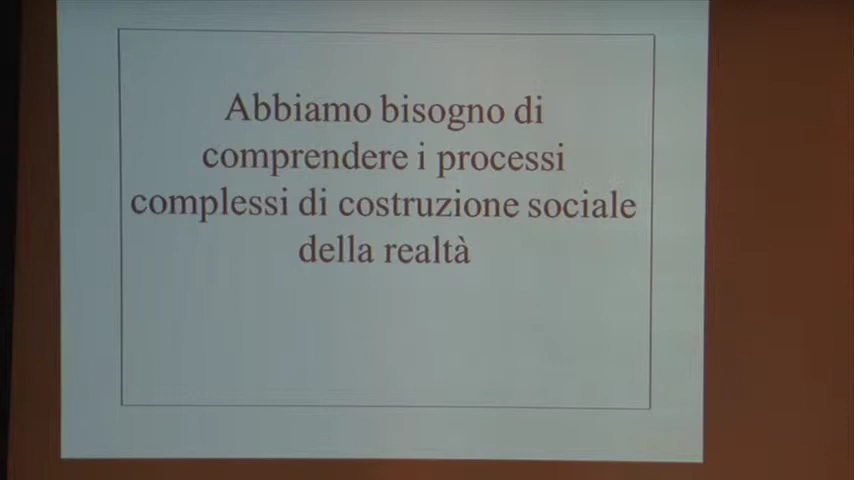 Abbiamo bisogno di
comprendere i processi
complessi di costruzione sociale
della realtà